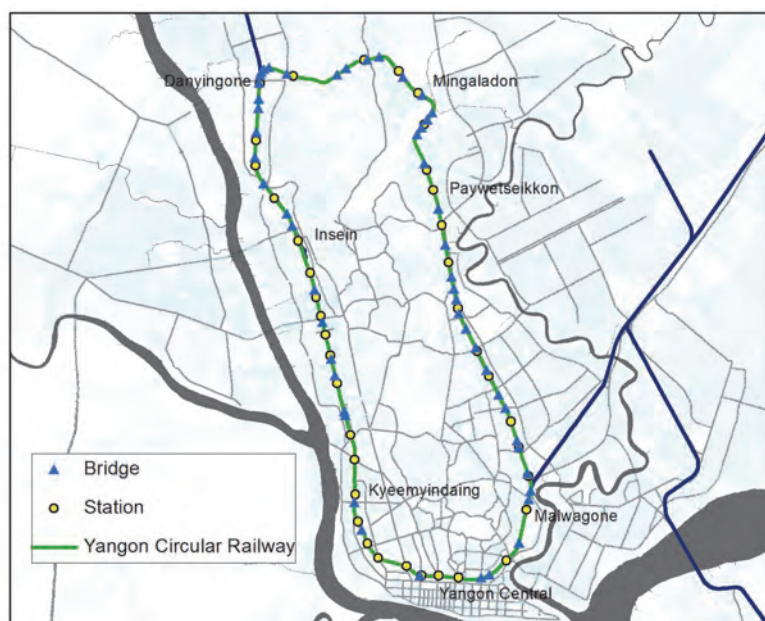 Danyingone
Mingaladon
Paywetseikkon
Insein
Kyeemyindaing
Malwagone
Yangon Central
Bridge
Station
Yangon Circular Railway